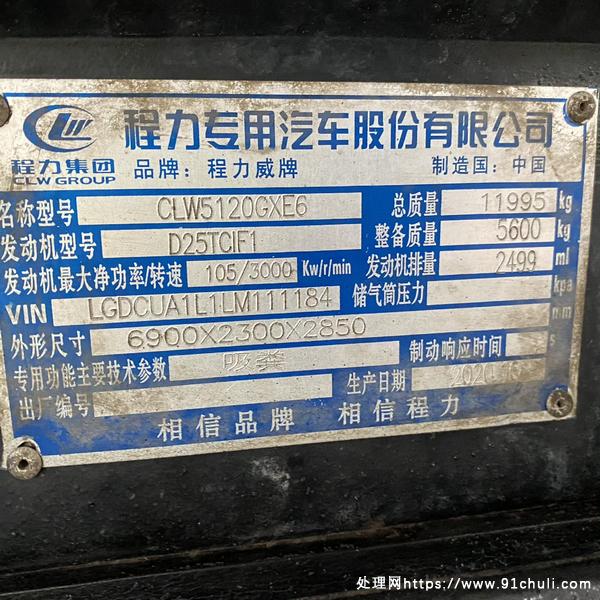 程力专用汽车股份有限公司
程力集团
CLW GROUP
品牌：程力威牌 制造国：中国
名称型号 CLW5120GXE6 总质量 11995 kg
发动机型号 D25TCIF1 整备质量 5600 kg
发动机最大净功率/转速 105/3000 Kw/r/min 发动机排量 2499 ml
VIN LGDCUA1L1LM111184 储气筒压力 kpa
外形尺寸 6900X2300X2850 mm
专用功能主要技术参数 吸粪 制动响应时间 s
出厂编号 生产日期 2020
相信品牌 相信程力
处理网https://www.91chuli.com/